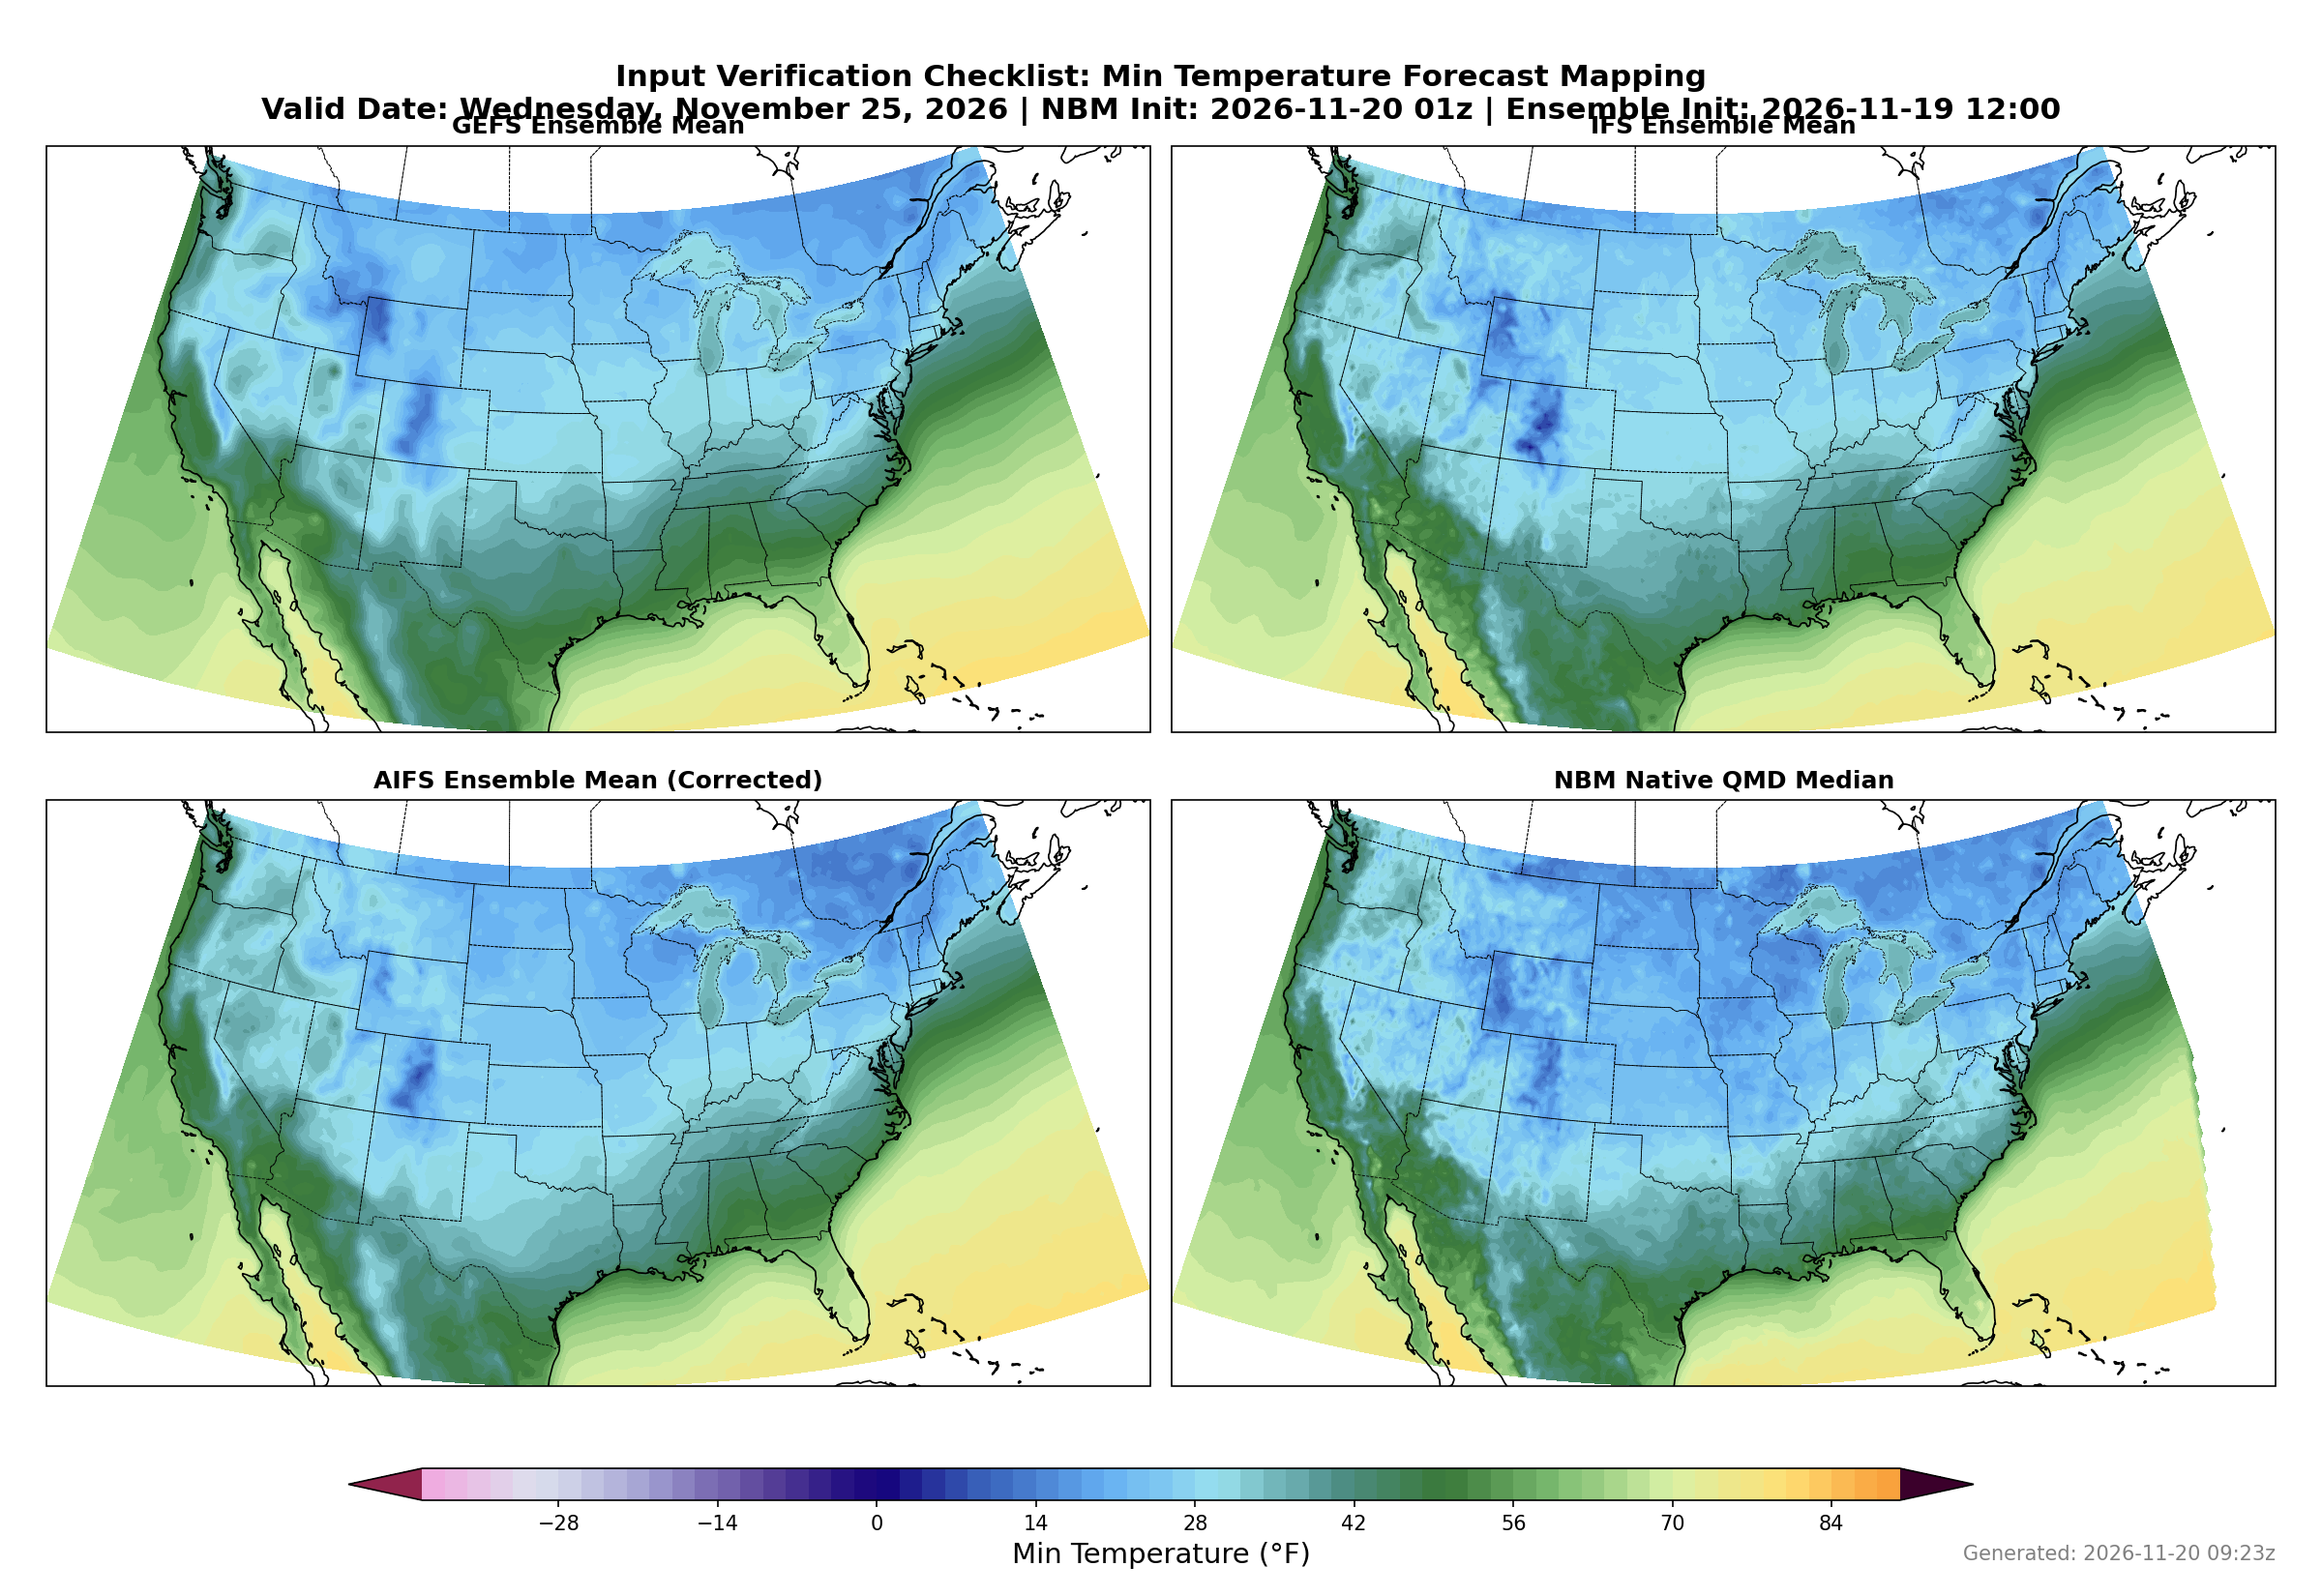 Input Verification Checklist: Min Temperature Forecast Mapping
Valid Date: Wednesday, November 25, 2026 | NBM Init: 2026-11-20 01z | Ensemble Init: 2026-11-19 12:00
GEFS Ensemble Mean
IFS Ensemble Mean
AIFS Ensemble Mean (Corrected)
NBM Native QMD Median
−28 −14 0 14 28 42 56 70 84
Min Temperature (°F)
Generated: 2026-11-20 09:23z